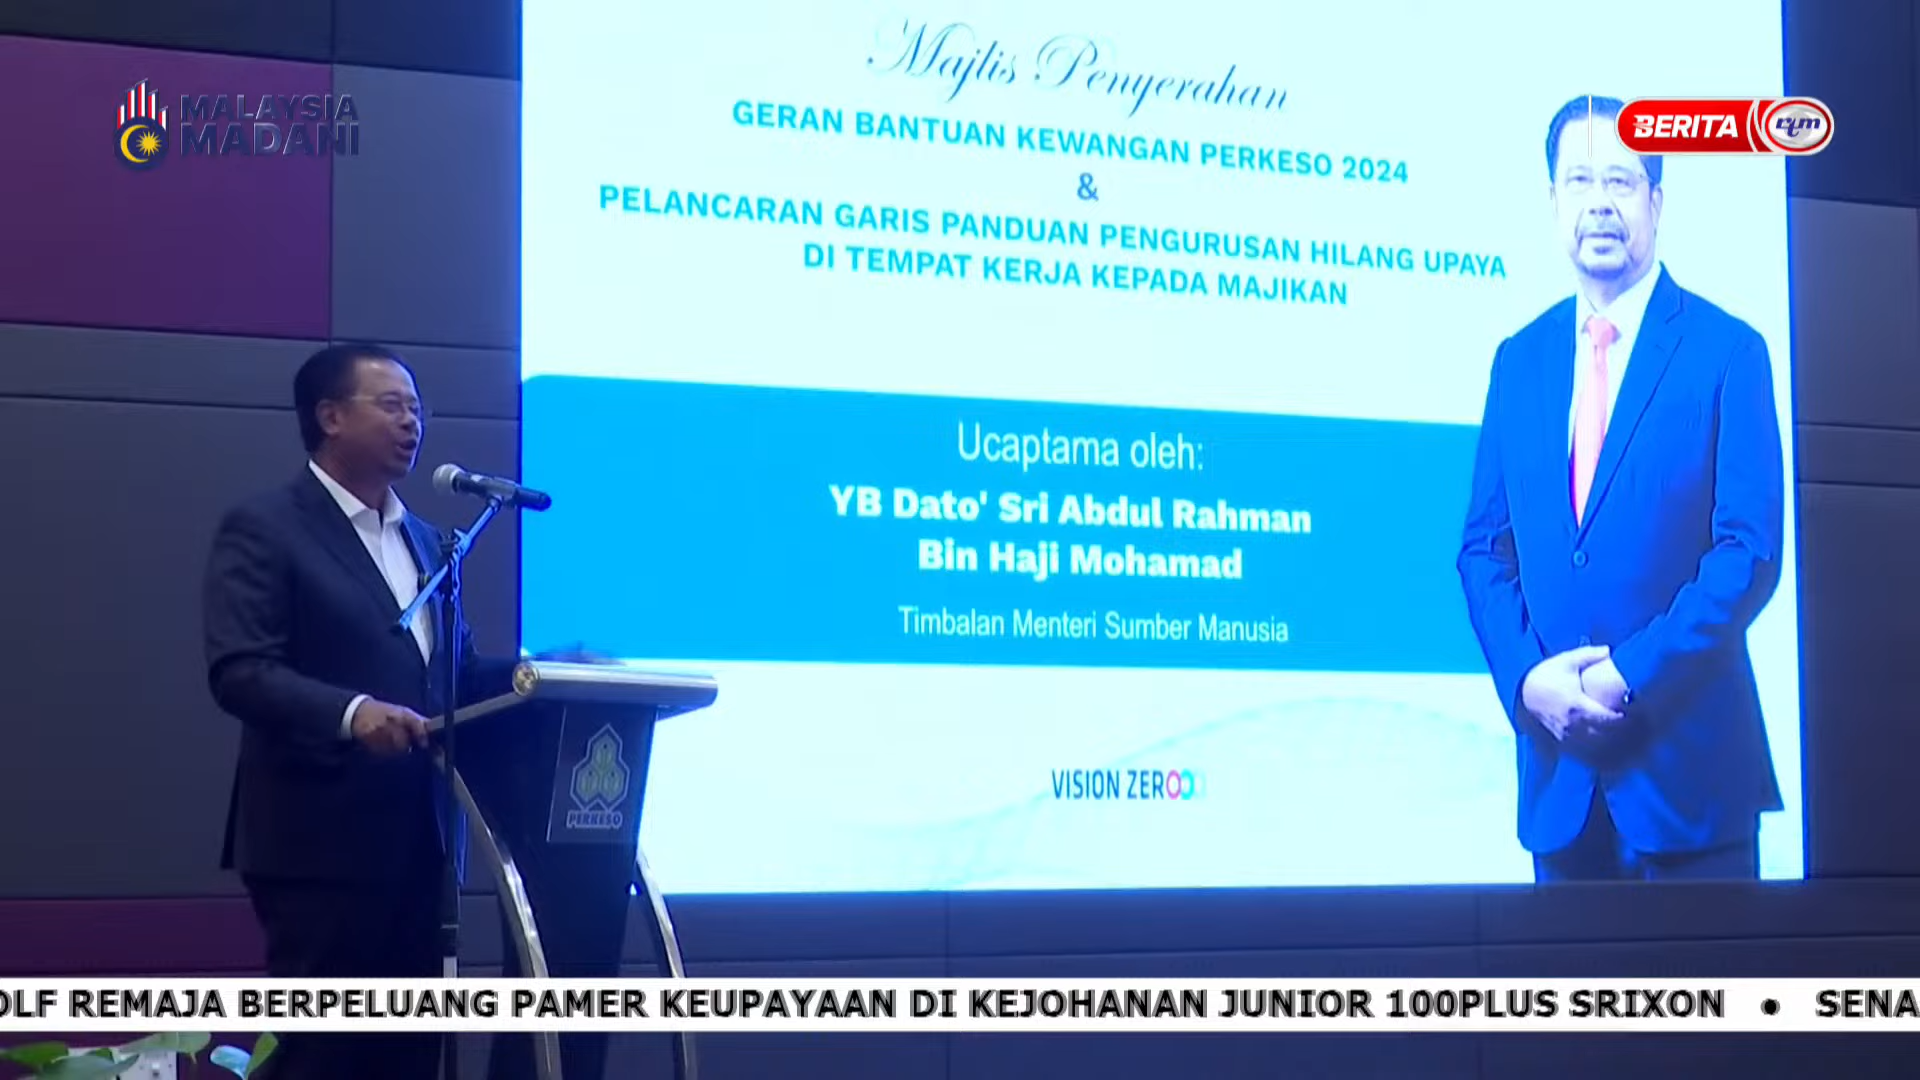 MALAYSIA
MADANI
BERITA rtm
Majlis Penyerahan
GERAN BANTUAN KEWANGAN PERKESO 2024
&
PELANCARAN GARIS PANDUAN PENGURUSAN HILANG UPAYA
DI TEMPAT KERJA KEPADA MAJIKAN
Ucaptama oleh:
YB Dato' Sri Abdul Rahman
Bin Haji Mohamad
Timbalan Menteri Sumber Manusia
VISION ZERO
PERKESO
OLF REMAJA BERPELUANG PAMER KEUPAYAAN DI KEJOHANAN JUNIOR 100PLUS SRIXON • SENA